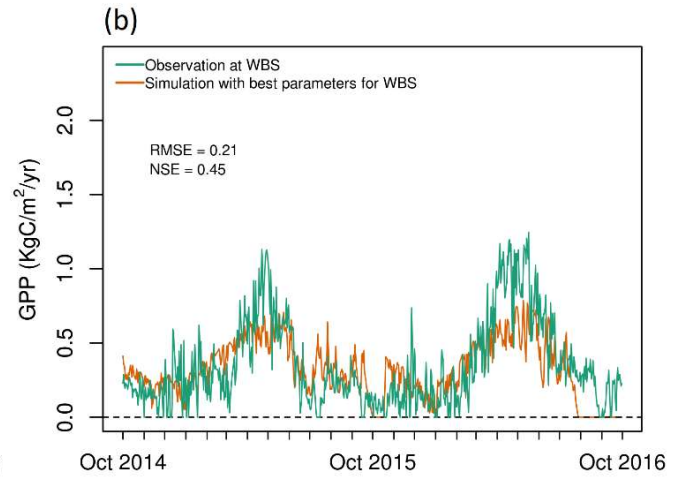 (b)
Observation at WBS
Simulation with best parameters for WBS
RMSE = 0.21
NSE = 0.45
GPP (KgC/m²/yr)
2.0
1.5
1.0
0.5
0.0
Oct 2014 Oct 2015 Oct 2016